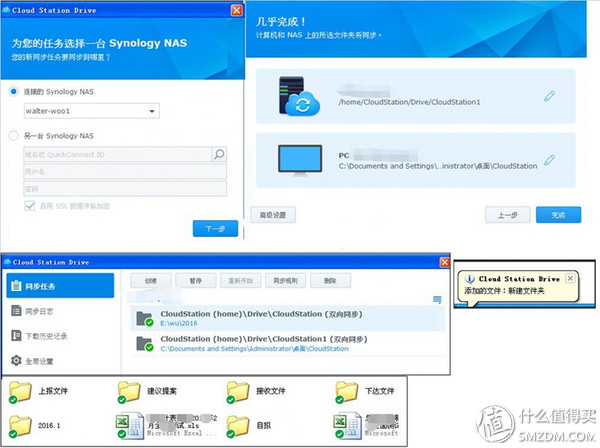 Cloud Station Drive
为您的任务选择一台 Synology NAS
您的新同步任务要同步到哪里？
连接的 Synology NAS
walter-woo1
另一台 Synology NAS
域名或 QuickConnect ID
用户名
密码
启用 SSL 数据传输加密
下一步
几乎完成！
计算机和 NAS 上的所选文件夹将同步。
/home/CloudStation/Drive/CloudStation1
PC
C:\Documents and Settings\...inistrator\桌面\CloudStation
高级设置
上一步
完成
Cloud Station Drive
同步任务
同步日志
下载历史记录
全局设置
创建
暂停
重新开始
同步规则
删除
CloudStation (home)\Drive\CloudStation (双向同步)
E:\wu\2016
CloudStation (home)\Drive\CloudStation1 (双向同步)
C:\Documents and Settings\Administrator\桌面\CloudStation
Cloud Station Drive
添加的文件：新建文件夹
上报文件
建议提案
接收文件
下达文件
2016.1
计表
试.xls
Microsoft Excel ...
自拟
Microsoft
值 什么值得买
SMZDM.COM